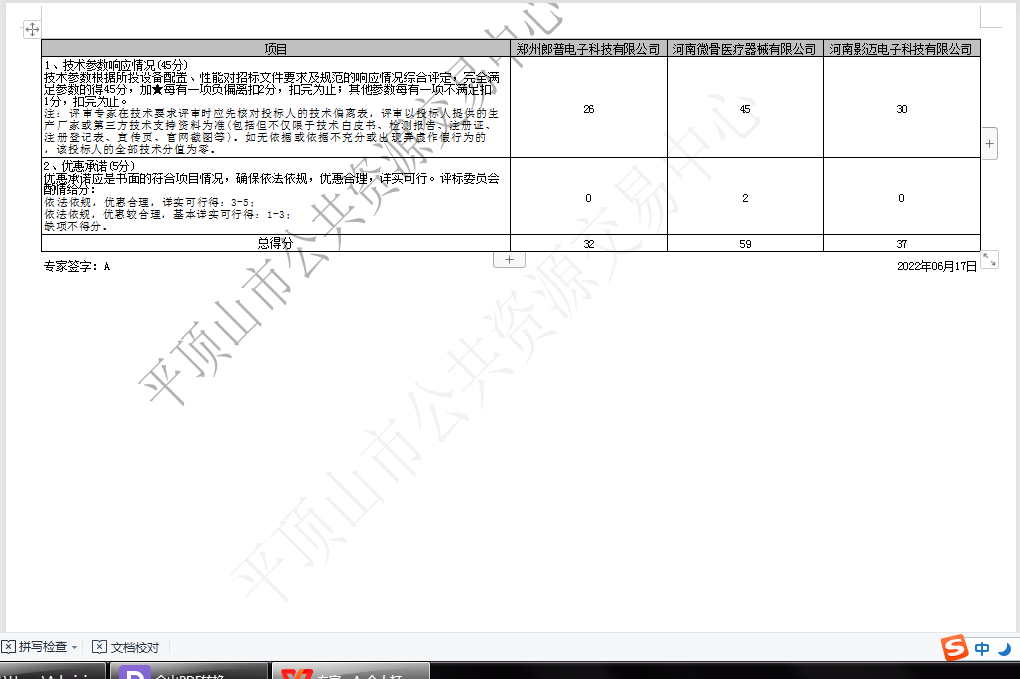 项目 郑州郎普电子科技有限公司 河南微骨医疗器械有限公司 河南影迈电子科技有限公司
1、技术参数响应情况(45分)
技术参数根据所投设备配置、性能对招标文件要求及规范的响应情况综合评定，完全满
足参数的得45分，加★每有一项负偏离扣2分，扣完为止；其他参数每有一项不满足扣
1分，扣完为止。
注：评审专家在技术要求评审时应先核对投标人的技术偏离表，评审以投标人提供的生
产厂家或第三方技术支持资料为准(包括但不仅限于技术白皮书、检测报告、注册证、
注册登记表、宣传页、官网截图等)．如无依据或依据不充分或出现弄虚作假行为的
，该投标人的全部技术分值为零．
26 45 30
2、优惠承诺(5分)
优惠承诺应是书面的符合项目情况，确保依法依规，优惠合理，详实可行。评标委员会
酌情给分：
依法依规，优惠合理，详实可行得：3-5；
依法依规，优惠较合理，基本详实可行得：1-3；
缺项不得分．
0 2 0
总得分 32 59 37
专家签字：A 2022年06月17日
平顶山市公共资源交易中心
平顶山市公共资源交易中心
拼写检查 文档校对
中